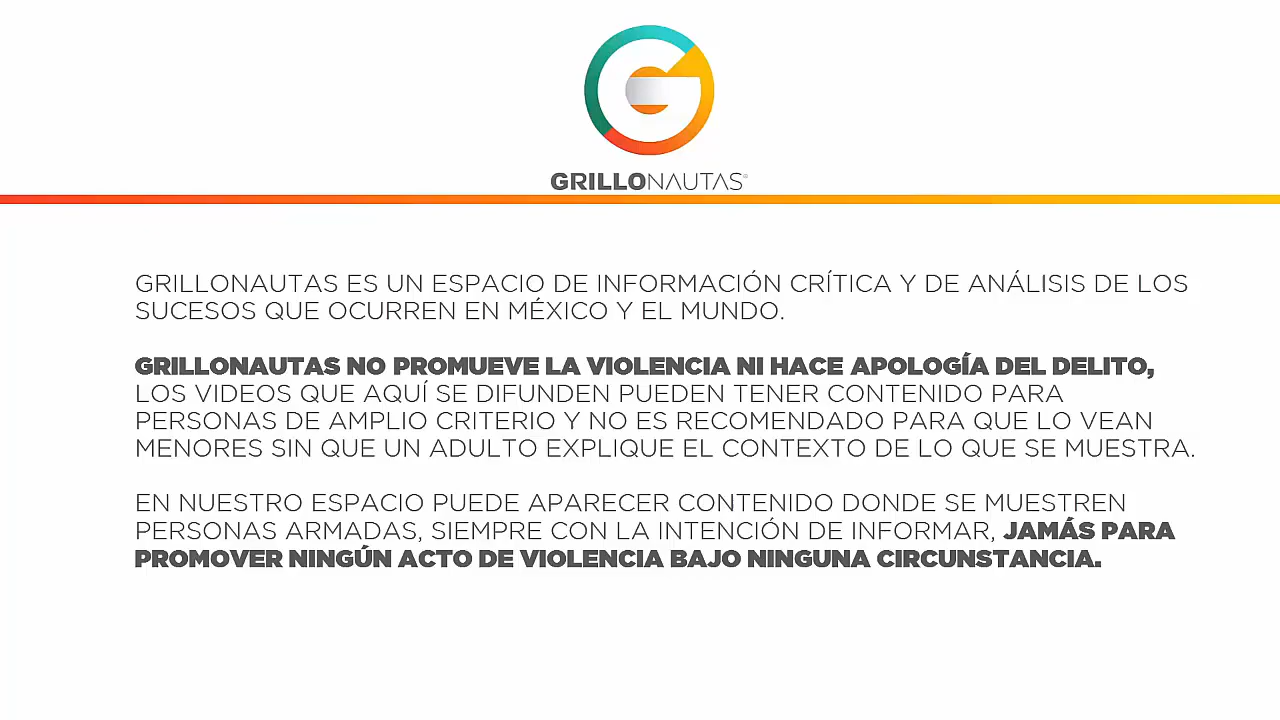 GRILLONAUTAS®
GRILLONAUTAS ES UN ESPACIO DE INFORMACIÓN CRÍTICA Y DE ANÁLISIS DE LOS
SUCESOS QUE OCURREN EN MÉXICO Y EL MUNDO.
GRILLONAUTAS NO PROMUEVE LA VIOLENCIA NI HACE APOLOGÍA DEL DELITO,
LOS VIDEOS QUE AQUÍ SE DIFUNDEN PUEDEN TENER CONTENIDO PARA
PERSONAS DE AMPLIO CRITERIO Y NO ES RECOMENDADO PARA QUE LO VEAN
MENORES SIN QUE UN ADULTO EXPLIQUE EL CONTEXTO DE LO QUE SE MUESTRA.
EN NUESTRO ESPACIO PUEDE APARECER CONTENIDO DONDE SE MUESTREN
PERSONAS ARMADAS, SIEMPRE CON LA INTENCIÓN DE INFORMAR, JAMÁS PARA
PROMOVER NINGÚN ACTO DE VIOLENCIA BAJO NINGUNA CIRCUNSTANCIA.